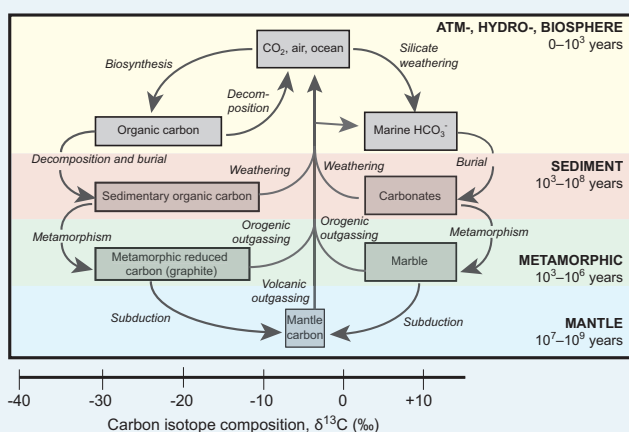 ATM-, HYDRO-, BIOSPHERE
0–10³ years
CO₂, air, ocean
Biosynthesis
Silicate
weathering
Decom-
position
Organic carbon
Marine HCO₃⁻
Decomposition and burial
Burial
SEDIMENT
10³–10⁸ years
Weathering
Weathering
Sedimentary organic carbon
Carbonates
Metamorphism
Orogenic
outgassing
Orogenic
outgassing
Metamorphism
Metamorphic reduced
carbon (graphite)
Marble
METAMORPHIC
10³–10⁶ years
Volcanic
outgassing
Subduction
Mantle
carbon
Subduction
MANTLE
10⁷–10⁹ years
-40 -30 -20 -10 0 +10
Carbon isotope composition, δ¹³C (‰)